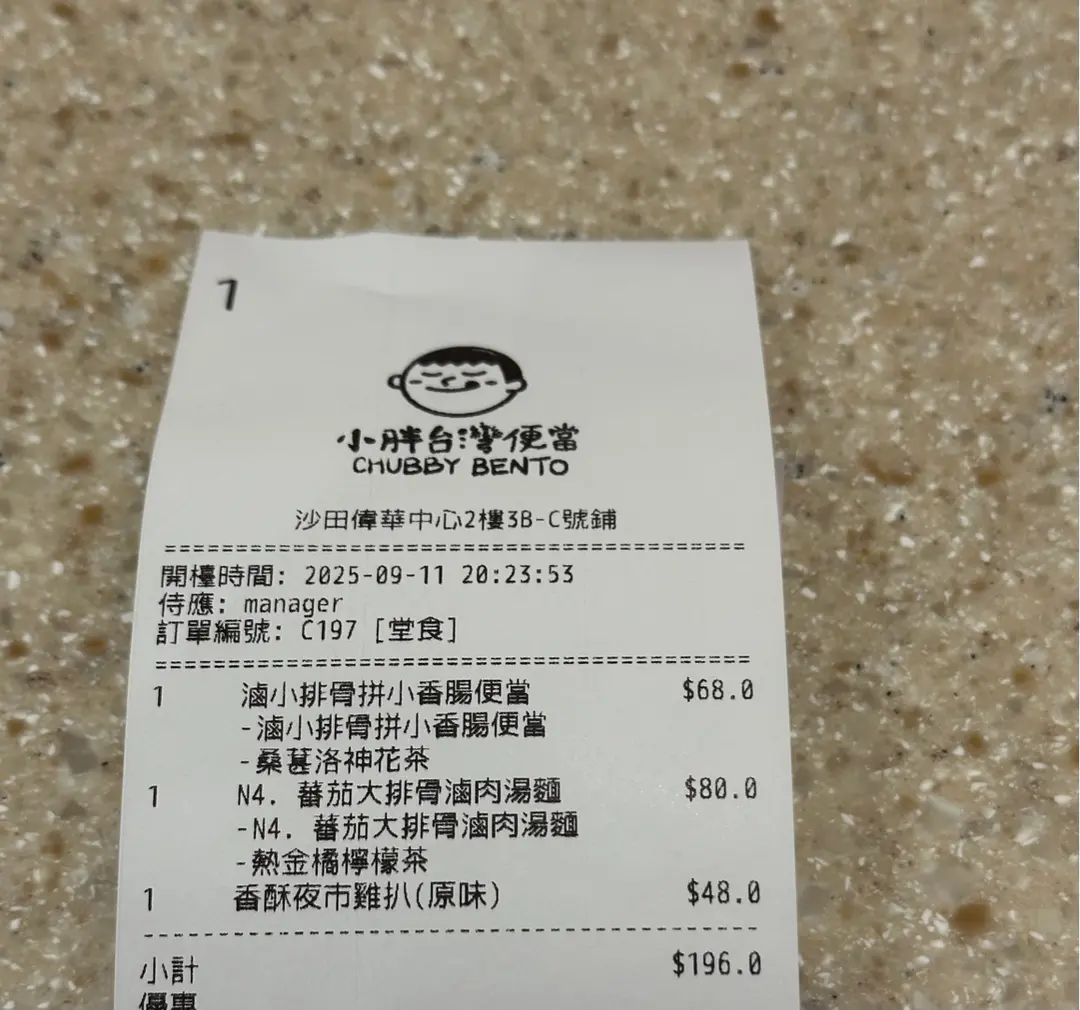 1
小胖台灣便當
CHUBBY BENTO
沙田偉華中心2樓3B-C號鋪
========================================
開檯時間: 2025-09-11 20:23:53
侍應: manager
訂單編號: C197 [堂食]
========================================
1 滷小排骨拼小香腸便當 $68.0
-滷小排骨拼小香腸便當
-桑葚洛神花茶
1 N4. 蕃茄大排骨滷肉湯麵 $80.0
-N4. 蕃茄大排骨滷肉湯麵
-熱金橘檸檬茶
1 香酥夜市雞扒(原味) $48.0
----------------------------------------
小計 $196.0
優惠